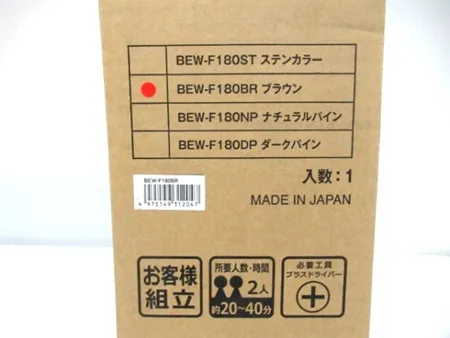 BEW-F180ST ステンカラー
BEW-F180BR ブラウン
BEW-F180NP ナチュラルパイン
BEW-F180DP ダークパイン
入数:1
BEW-F180BR
4 975149 312047
MADE IN JAPAN
お客様
組立
所要人数・時間
2人
約20~40分
必要工具
プラスドライバー